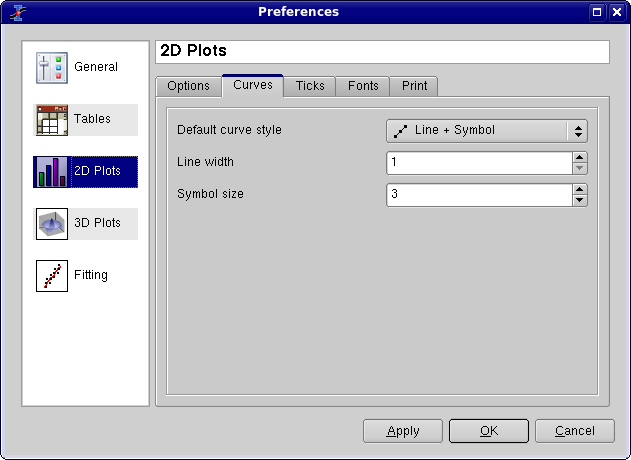 Preferences
General
Tables
2D Plots
3D Plots
Fitting
2D Plots
Options Curves Ticks Fonts Print
Default curve style Line + Symbol
Line width 1
Symbol size 3
Apply OK Cancel